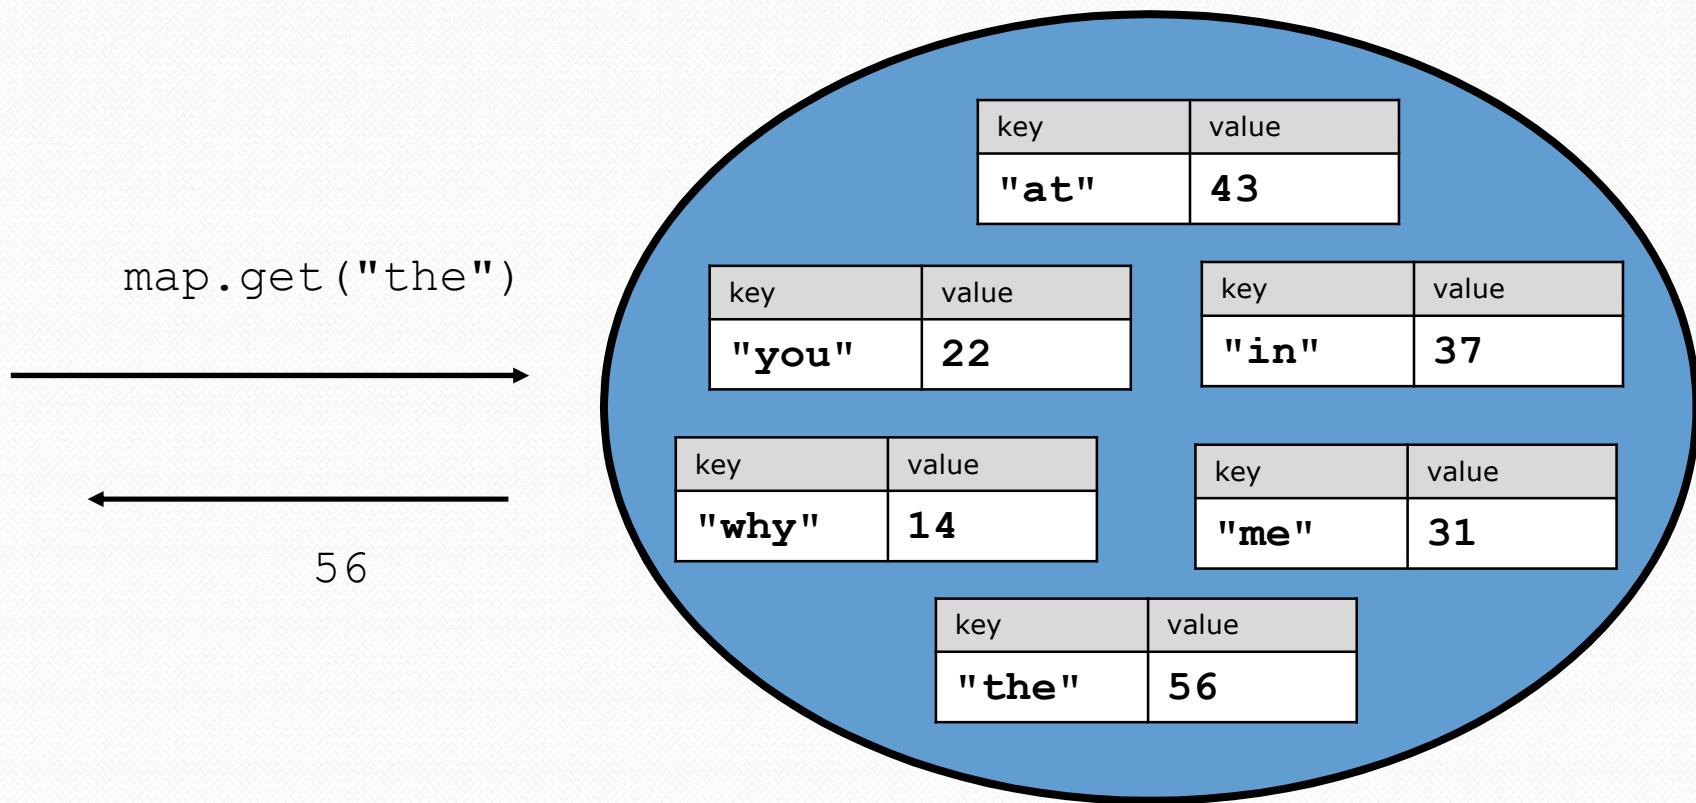 map.get("the")
56
key value
"at" 43
key value
"you" 22
key value
"in" 37
key value
"why" 14
key value
"me" 31
key value
"the" 56